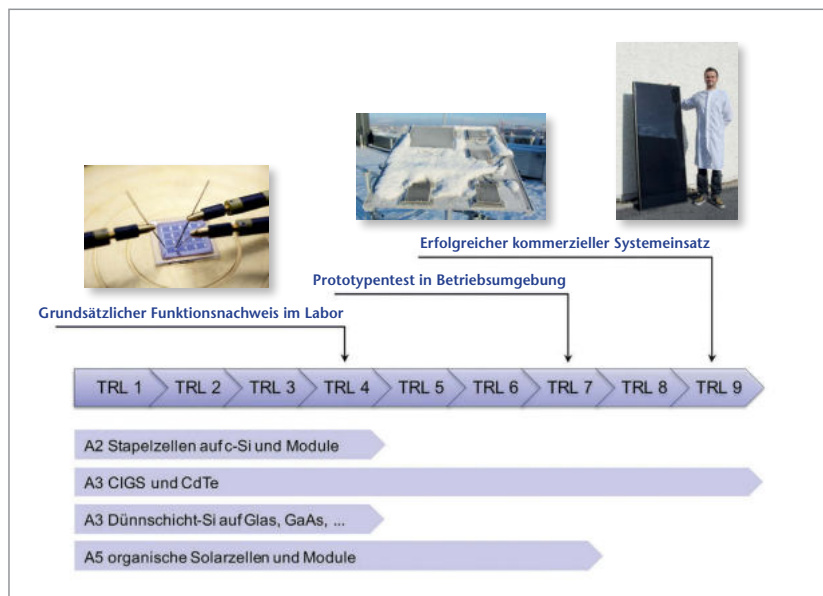 Erfolgreicher kommerzieller Systemeinsatz
Prototypentest in Betriebsumgebung
Grundsätzlicher Funktionsnachweis im Labor
TRL 1 TRL 2 TRL 3 TRL 4 TRL 5 TRL 6 TRL 7 TRL 8 TRL 9
A2 Stapelzellen auf c-Si und Module
A3 CIGS und CdTe
A3 Dünnschicht-Si auf Glas, GaAs, ...
A5 organische Solarzellen und Module